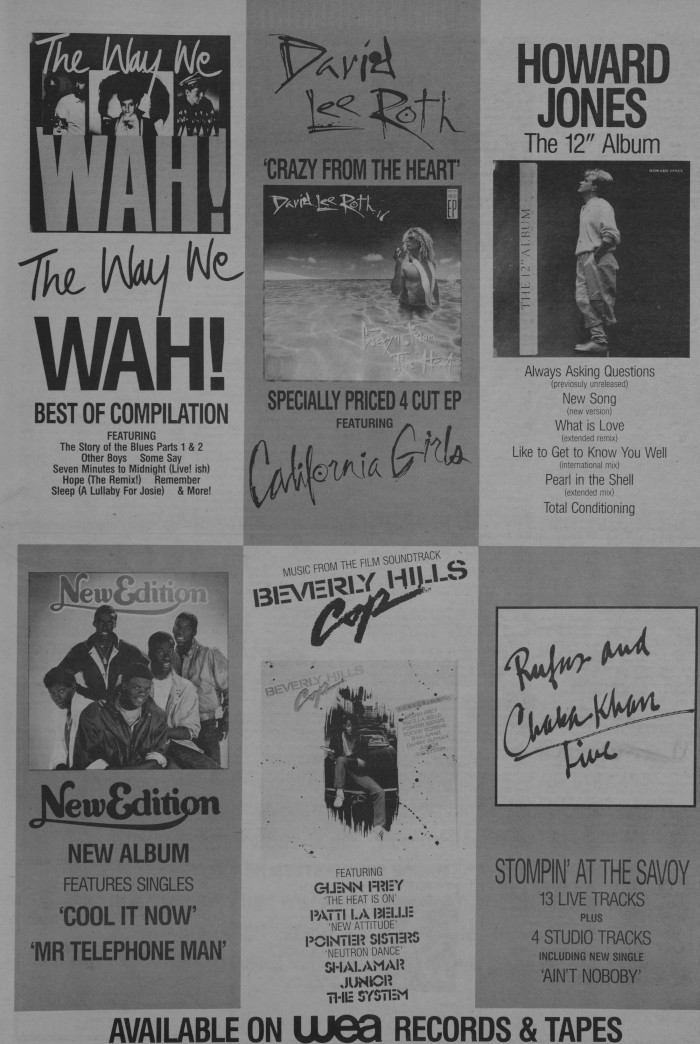 The Way We
WAH!
The Way We
WAH!
BEST OF COMPILATION
FEATURING
The Story of the Blues Parts 1 & 2
Other Boys Some Say
Seven Minutes to Midnight (Live! ish)
Hope (The Remix!) Remember
Sleep (A Lullaby For Josie) & More!
David
Lee Roth
'CRAZY FROM THE HEART'
David Lee Roth
EP
Crazy From
The Heat
SPECIALLY PRICED 4 CUT EP
FEATURING
California Girls
HOWARD
JONES
The 12" Album
HOWARD JONES
THE 12" ALBUM
Always Asking Questions
(previosuly unreleased)
New Song
(new version)
What is Love
(extended remix)
Like to Get to Know You Well
(international mix)
Pearl in the Shell
(extended mix)
Total Conditioning
New Edition
New Edition
NEW ALBUM
FEATURES SINGLES
'COOL IT NOW'
'MR TELEPHONE MAN'
MUSIC FROM THE FILM SOUNDTRACK
BEVERLY HILLS
Cop
BEVERLY HILLS
Cop
FEATURING
GLENN FREY
'THE HEAT IS ON'
PATTI LA BELLE
'NEW ATTITUDE'
POINTER SISTERS
'NEUTRON DANCE'
SHALAMAR
JUNIOR
THE SYSTEM
Rufus and
Chaka Khan
Live
STOMPIN' AT THE SAVOY
13 LIVE TRACKS
PLUS
4 STUDIO TRACKS
INCLUDING NEW SINGLE
'AIN'T NOBOBY'
AVAILABLE ON wea RECORDS & TAPES